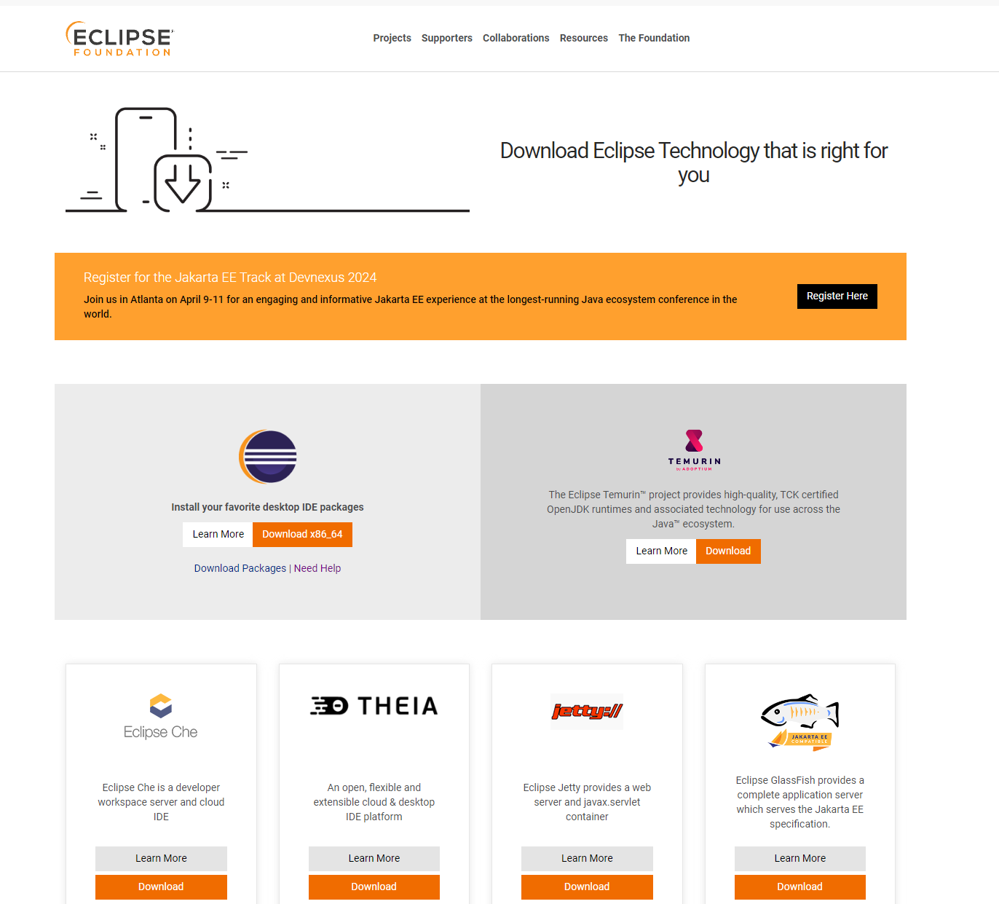 ECLIPSE
FOUNDATION
Projects Supporters Collaborations Resources The Foundation
Download Eclipse Technology that is right for
you
Register for the Jakarta EE Track at Devnexus 2024
Join us in Atlanta on April 9-11 for an engaging and informative Jakarta EE experience at the longest-running Java ecosystem conference in the
world.
Register Here
Install your favorite desktop IDE packages
Learn More Download x86_64
Download Packages | Need Help
TEMURIN
by ADOPTIUM
The Eclipse Temurin™ project provides high-quality, TCK certified
OpenJDK runtimes and associated technology for use across the
Java™ ecosystem.
Learn More Download
Eclipse Che
Eclipse Che is a developer
workspace server and cloud
IDE
Learn More
Download
THEIA
An open, flexible and
extensible cloud & desktop
IDE platform
Learn More
Download
jetty://
Eclipse Jetty provides a web
server and javax.servlet
container
Learn More
Download
JAKARTA EE
COMPATIBLE
Eclipse GlassFish provides a
complete application server
which serves the Jakarta EE
specification.
Learn More
Download